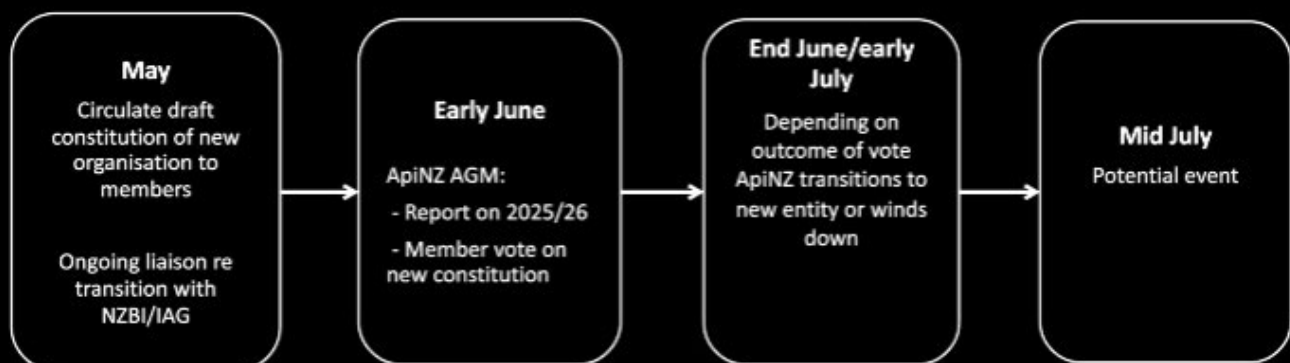 May
Circulate draft
constitution of new
organisation to
members
Ongoing liaison re
transition with
NZBI/IAG
Early June
ApiNZ AGM:
- Report on 2025/26
- Member vote on
new constitution
End June/early
July
Depending on
outcome of vote
ApiNZ transitions to
new entity or winds
down
Mid July
Potential event